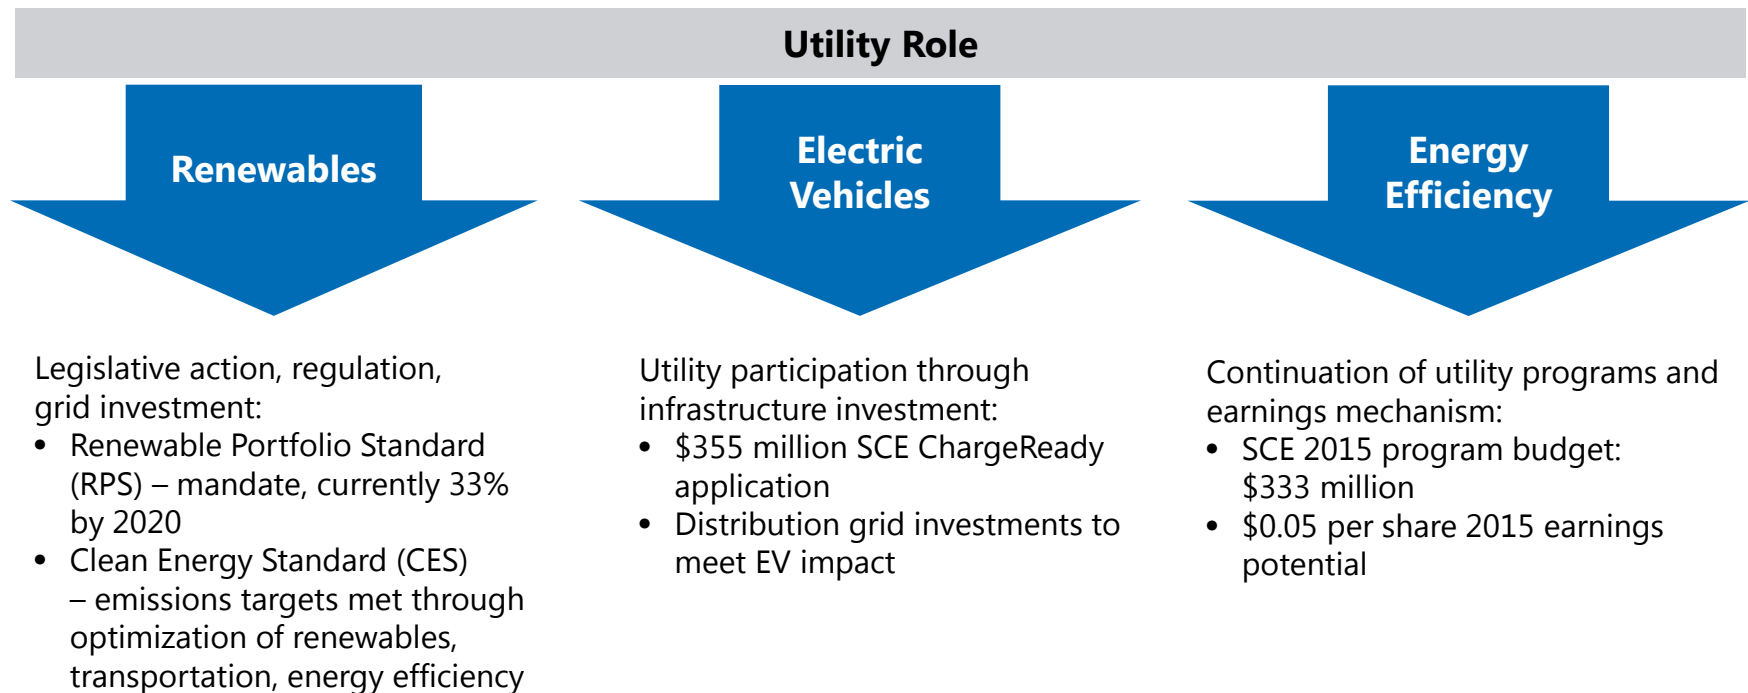 Utility Role
Renewables
Electric
Vehicles
Energy
Efficiency
Legislative action, regulation,
grid investment:
• Renewable Portfolio Standard
(RPS) – mandate, currently 33%
by 2020
• Clean Energy Standard (CES)
– emissions targets met through
optimization of renewables,
transportation, energy efficiency
Utility participation through
infrastructure investment:
• $355 million SCE ChargeReady
application
• Distribution grid investments to
meet EV impact
Continuation of utility programs and
earnings mechanism:
• SCE 2015 program budget:
$333 million
• $0.05 per share 2015 earnings
potential